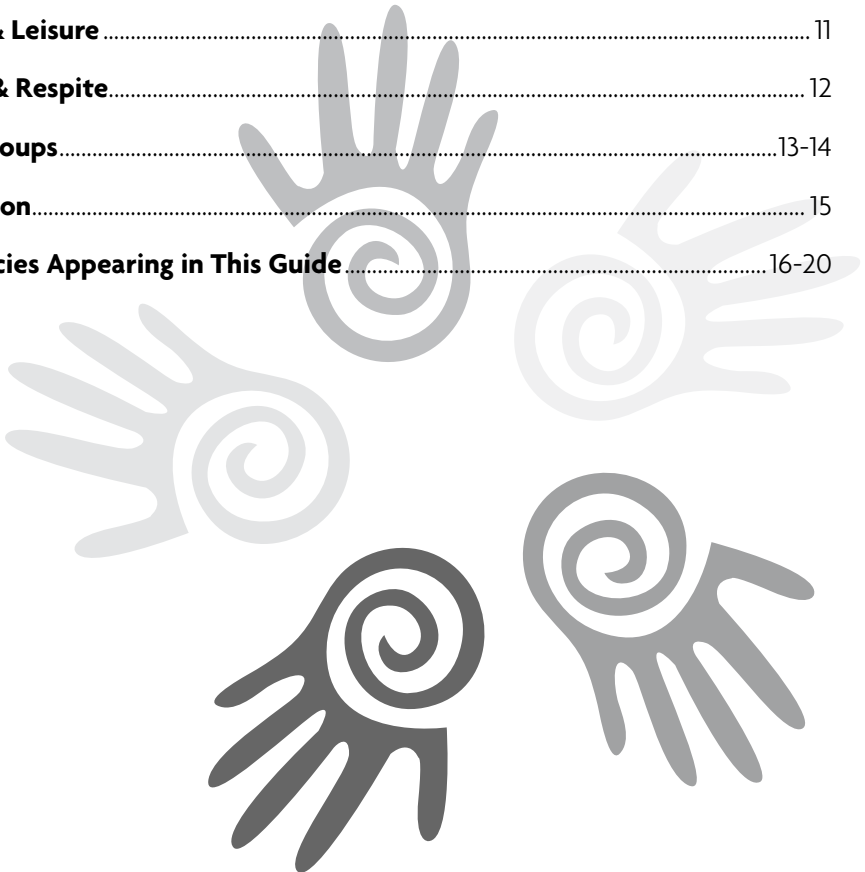 & Leisure 11
& Respite 12
oups 13-14
on 15
cies Appearing in This Guide 16-20